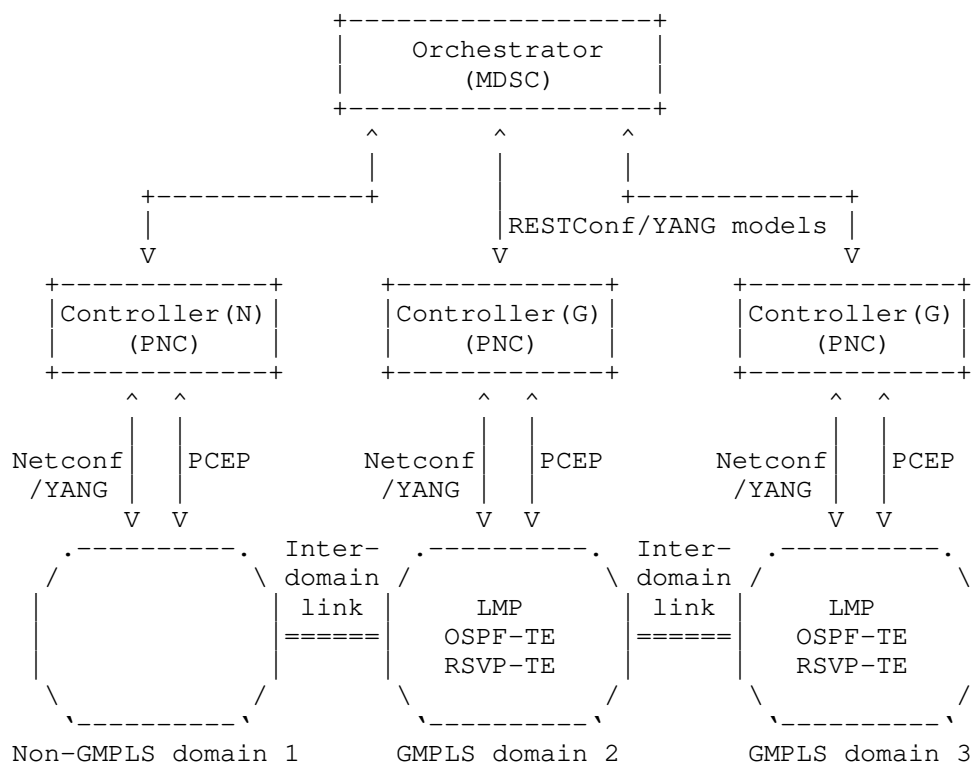 Orchestrator
(MDSC)
RESTConf/YANG models
V V V
Controller(N) Controller(G) Controller(G)
(PNC) (PNC) (PNC)
Netconf PCEP Netconf PCEP Netconf PCEP
/YANG /YANG /YANG
V V V V V V
Inter- Inter-
domain domain
link LMP link LMP
OSPF-TE OSPF-TE
RSVP-TE RSVP-TE
Non-GMPLS domain 1 GMPLS domain 2 GMPLS domain 3